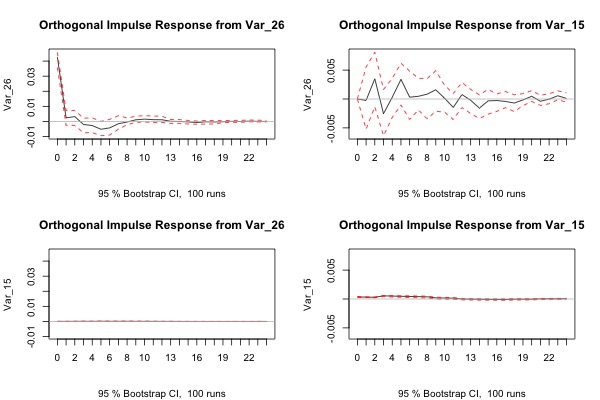 Orthogonal Impulse Response from Var_26
Var_26
0.03
0.01
-0.01
0 2 4 6 8 10 13 16 19 22
95 % Bootstrap CI, 100 runs
Orthogonal Impulse Response from Var_15
Var_26
0.005
-0.005
0 2 4 6 8 10 13 16 19 22
95 % Bootstrap CI, 100 runs
Orthogonal Impulse Response from Var_26
Var_15
0.03
0.01
-0.01
0 2 4 6 8 10 13 16 19 22
95 % Bootstrap CI, 100 runs
Orthogonal Impulse Response from Var_15
Var_15
0.005
-0.005
0 2 4 6 8 10 13 16 19 22
95 % Bootstrap CI, 100 runs